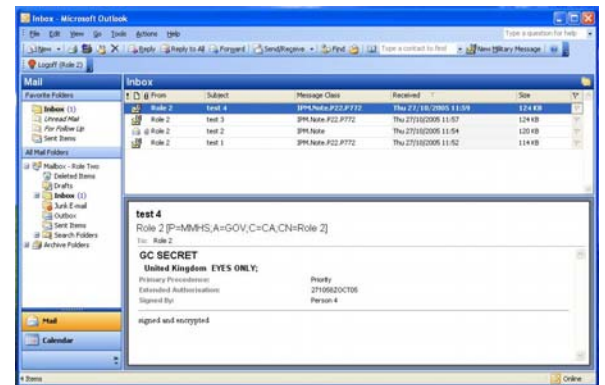 Inbox - Microsoft Outlook
File Edit View Go Tools Actions Help
Type a question for help
New Reply Reply to All Forward Send/Receive Find Type a contact to find New Military Message
Logoff (Role 2)
Mail
Inbox
Favorite Folders
Inbox (1)
Unread Mail
For Follow Up
Sent Items
All Mail Folders
Mailbox - Role Two
Deleted Items
Drafts
Inbox (1)
Junk E-mail
Outbox
Sent Items
Search Folders
Archive Folders
From Subject Message Class Received Size
Role 2 test 4 IPM.Note.P22.P772 Thu 27/10/2005 11:59 124 KB
Role 2 test 3 IPM.Note.P22.P772 Thu 27/10/2005 11:57 124 KB
Role 2 test 2 IPM.Note Thu 27/10/2005 11:54 120 KB
Role 2 test 1 IPM.Note.P22.P772 Thu 27/10/2005 11:52 114 KB
test 4
Role 2 [P=MMHS;A=GOV;C=CA;CN=Role 2]
To: Role 2
GC SECRET
United Kingdom EYES ONLY;
Primary Precedence: Priority
Extended Authorisation: 271058ZOCT05
Signed By: Person 4
signed and encrypted
Mail
Calendar
4 Items
Online